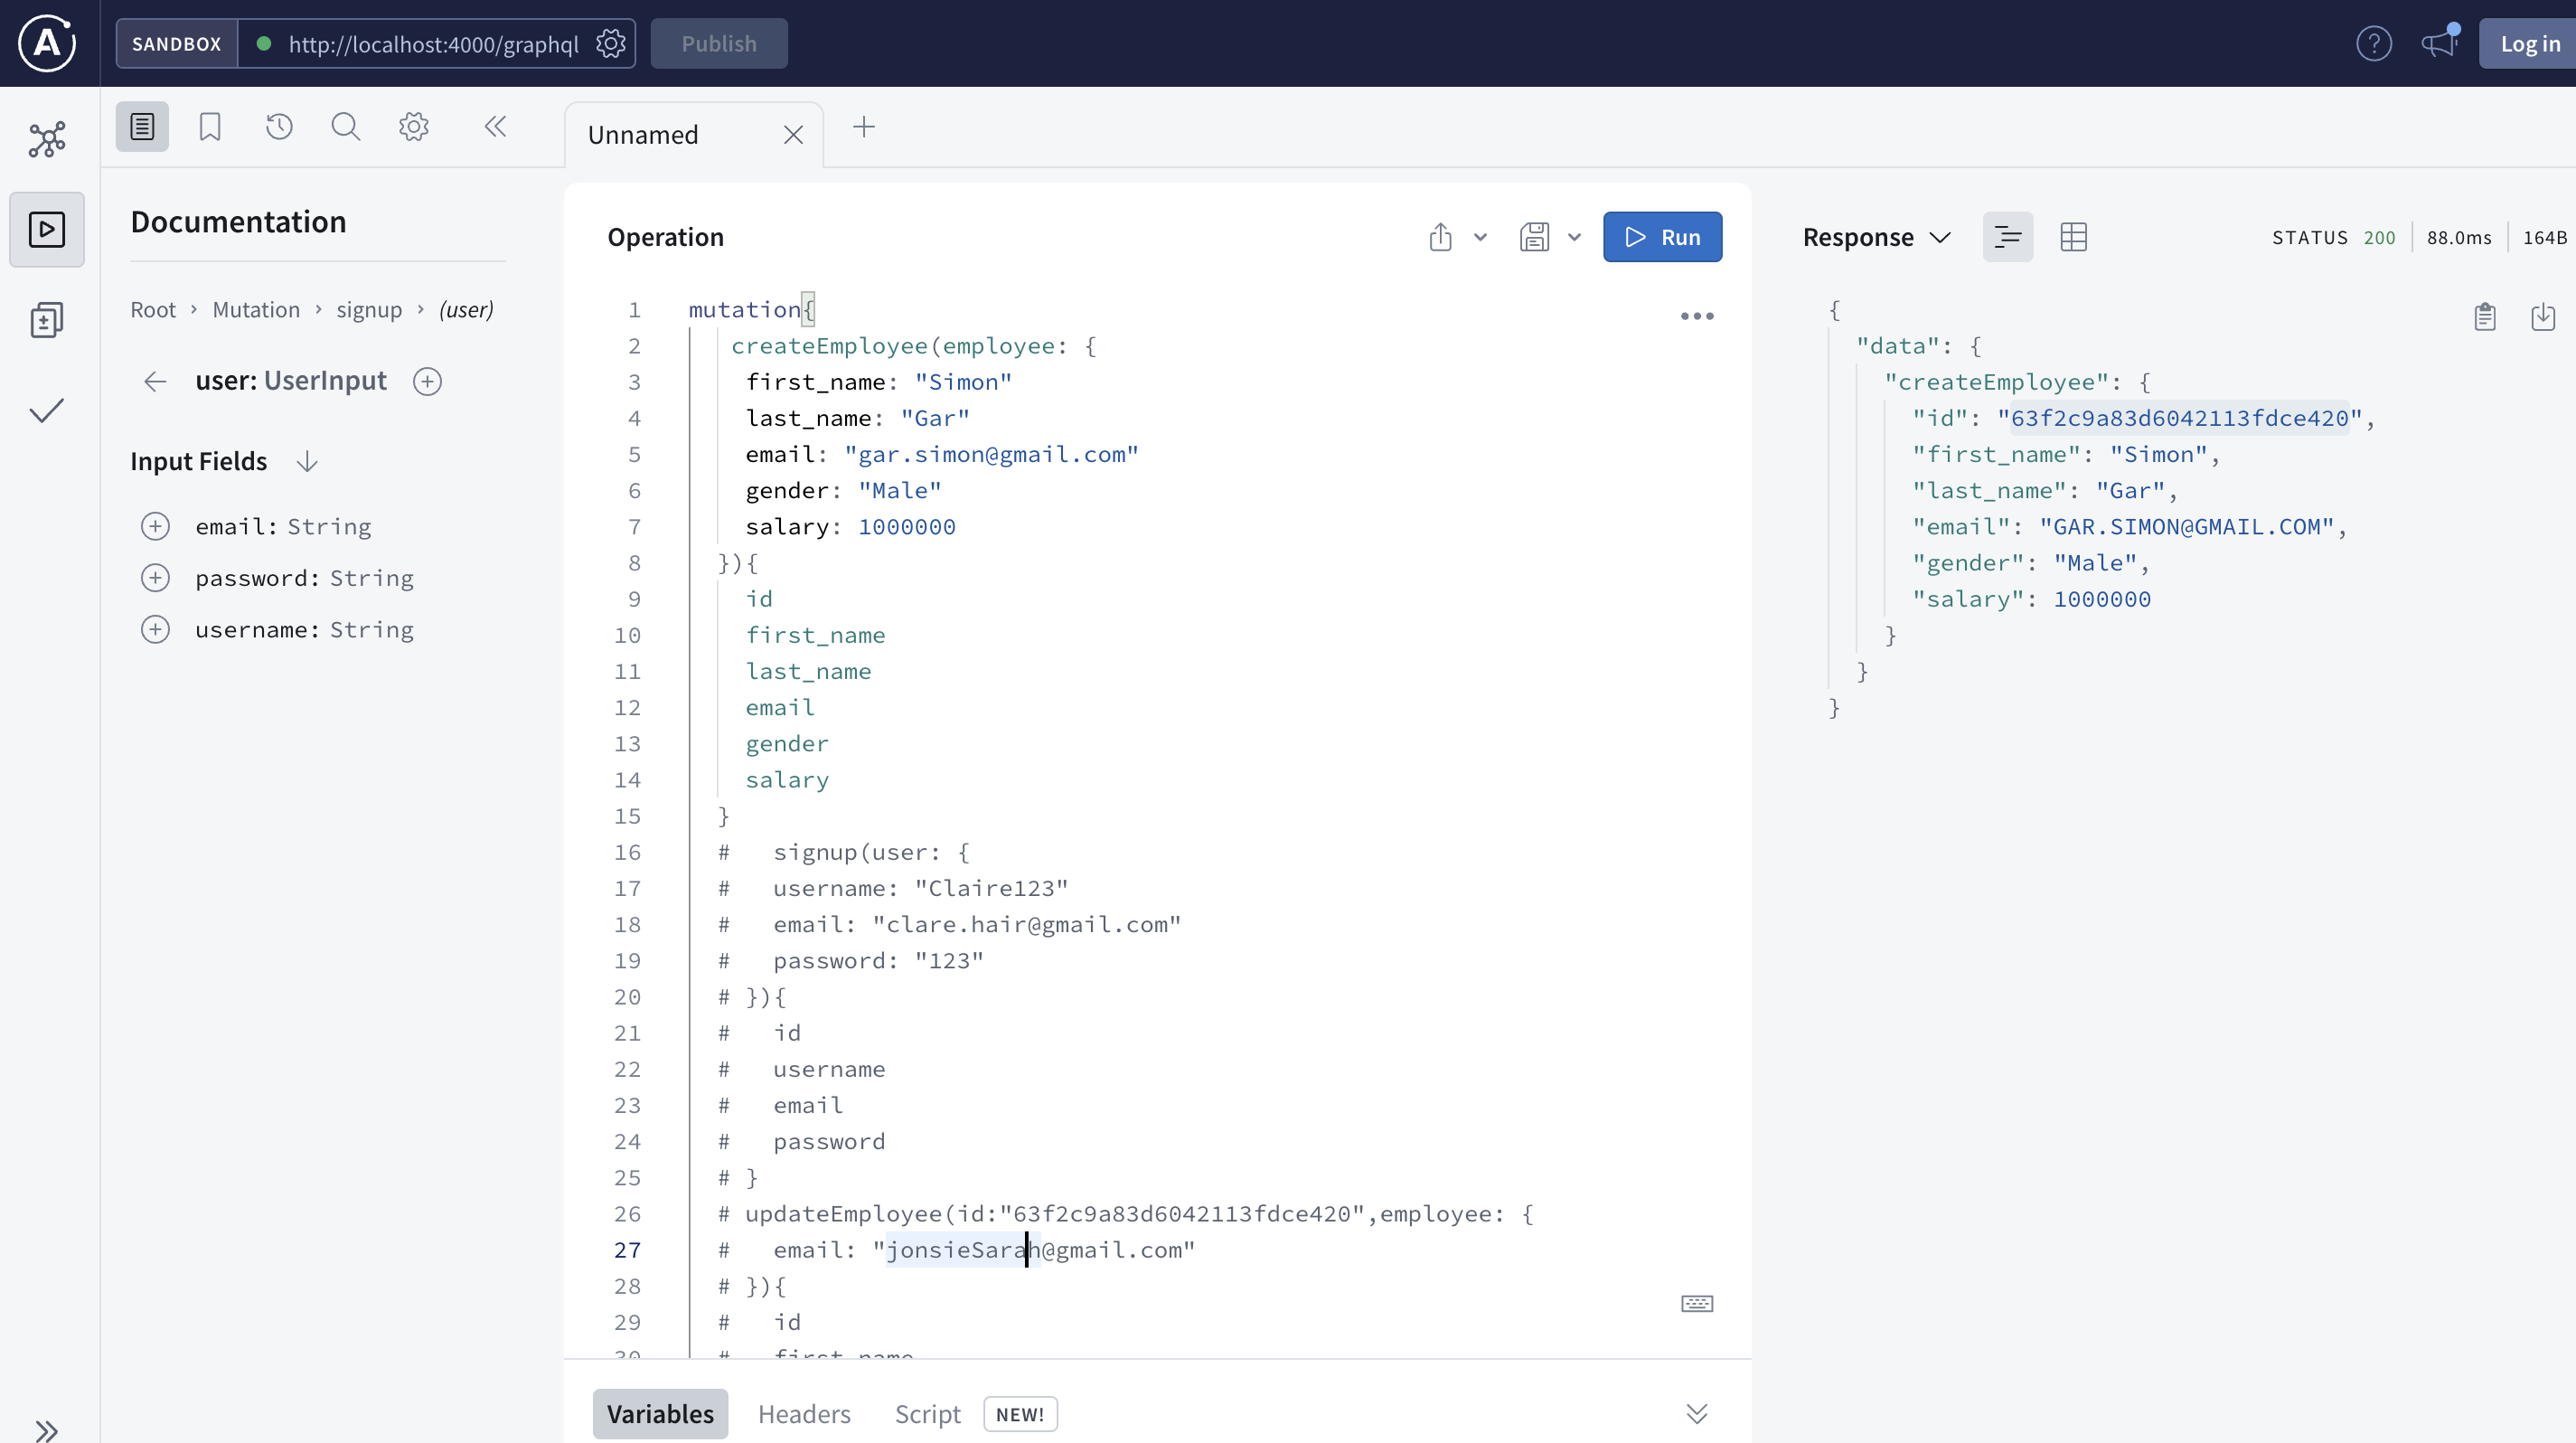 SANDBOX http://localhost:4000/graphql Publish Log in
Unnamed
Documentation
Root > Mutation > signup > (user)
user: UserInput
Input Fields
email: String
password: String
username: String
Operation
Run
1 mutation{
2 createEmployee(employee: {
3 first_name: "Simon"
4 last_name: "Gar"
5 email: "gar.simon@gmail.com"
6 gender: "Male"
7 salary: 1000000
8 }){
9 id
10 first_name
11 last_name
12 email
13 gender
14 salary
15 }
16 # signup(user: {
17 # username: "Claire123"
18 # email: "clare.hair@gmail.com"
19 # password: "123"
20 # }){
21 # id
22 # username
23 # email
24 # password
25 # }
26 # updateEmployee(id:"63f2c9a83d6042113fdce420",employee: {
27 # email: "jonsieSarah@gmail.com"
28 # }){
29 # id
30 # first_name
Variables Headers Script NEW!
Response STATUS 200 88.0ms 164B
{
"data": {
"createEmployee": {
"id": "63f2c9a83d6042113fdce420",
"first_name": "Simon",
"last_name": "Gar",
"email": "GAR.SIMON@GMAIL.COM",
"gender": "Male",
"salary": 1000000
}
}
}